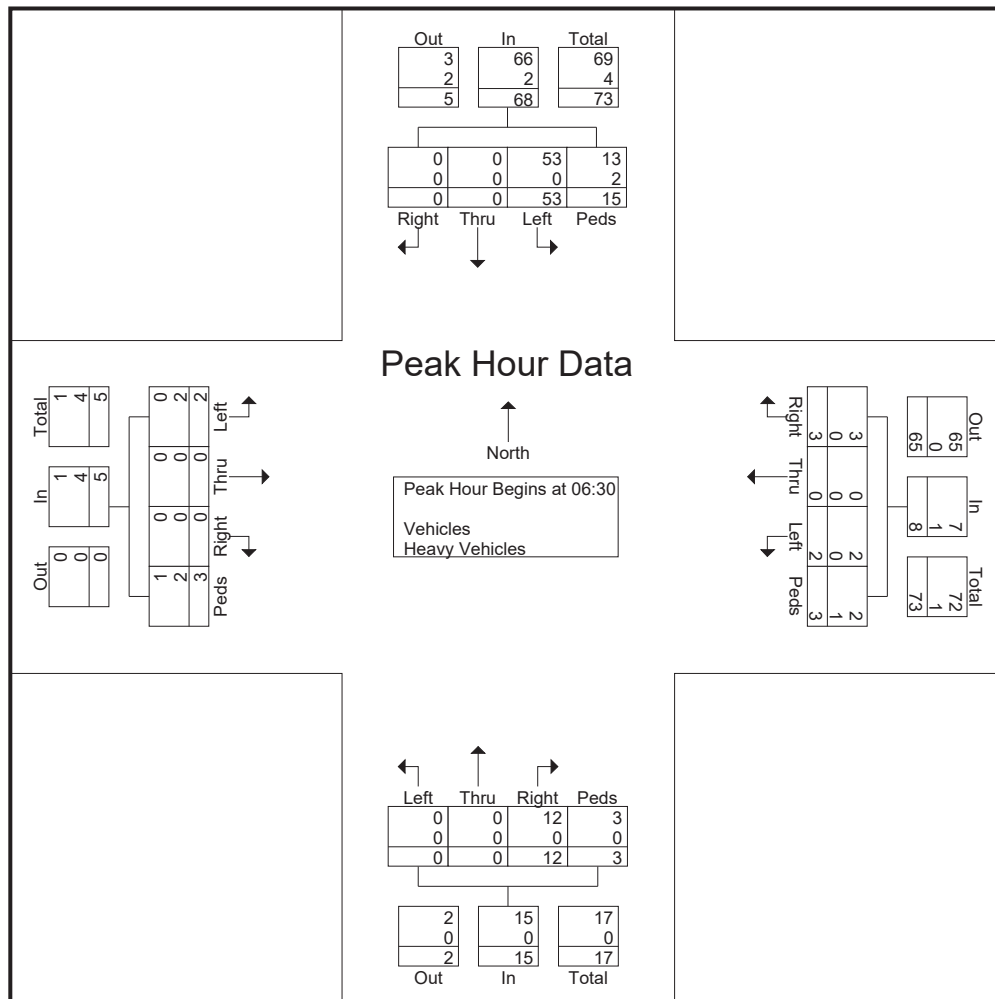 Out In Total
3 66 69
2 2 4
5 68 73
0 0 53 13
0 0 0 2
0 0 53 15
Right Thru Left Peds
Peak Hour Data
North
Peak Hour Begins at 06:30
Vehicles
Heavy Vehicles
Total
1 4 5
In
1 4 5
Out
0 0 0
0 2 2
Left
0 0 0
Thru
0 0 0
Right
1 2 3
Peds
Right
3 0 3
Thru
0 0 0
Left
2 0 2
Peds
3 1 2
Out
65 0 65
In
7 1 8
Total
72 1 73
Left Thru Right Peds
0 0 12 3
0 0 0 0
0 0 12 3
2 15 17
0 0 0
2 15 17
Out In Total